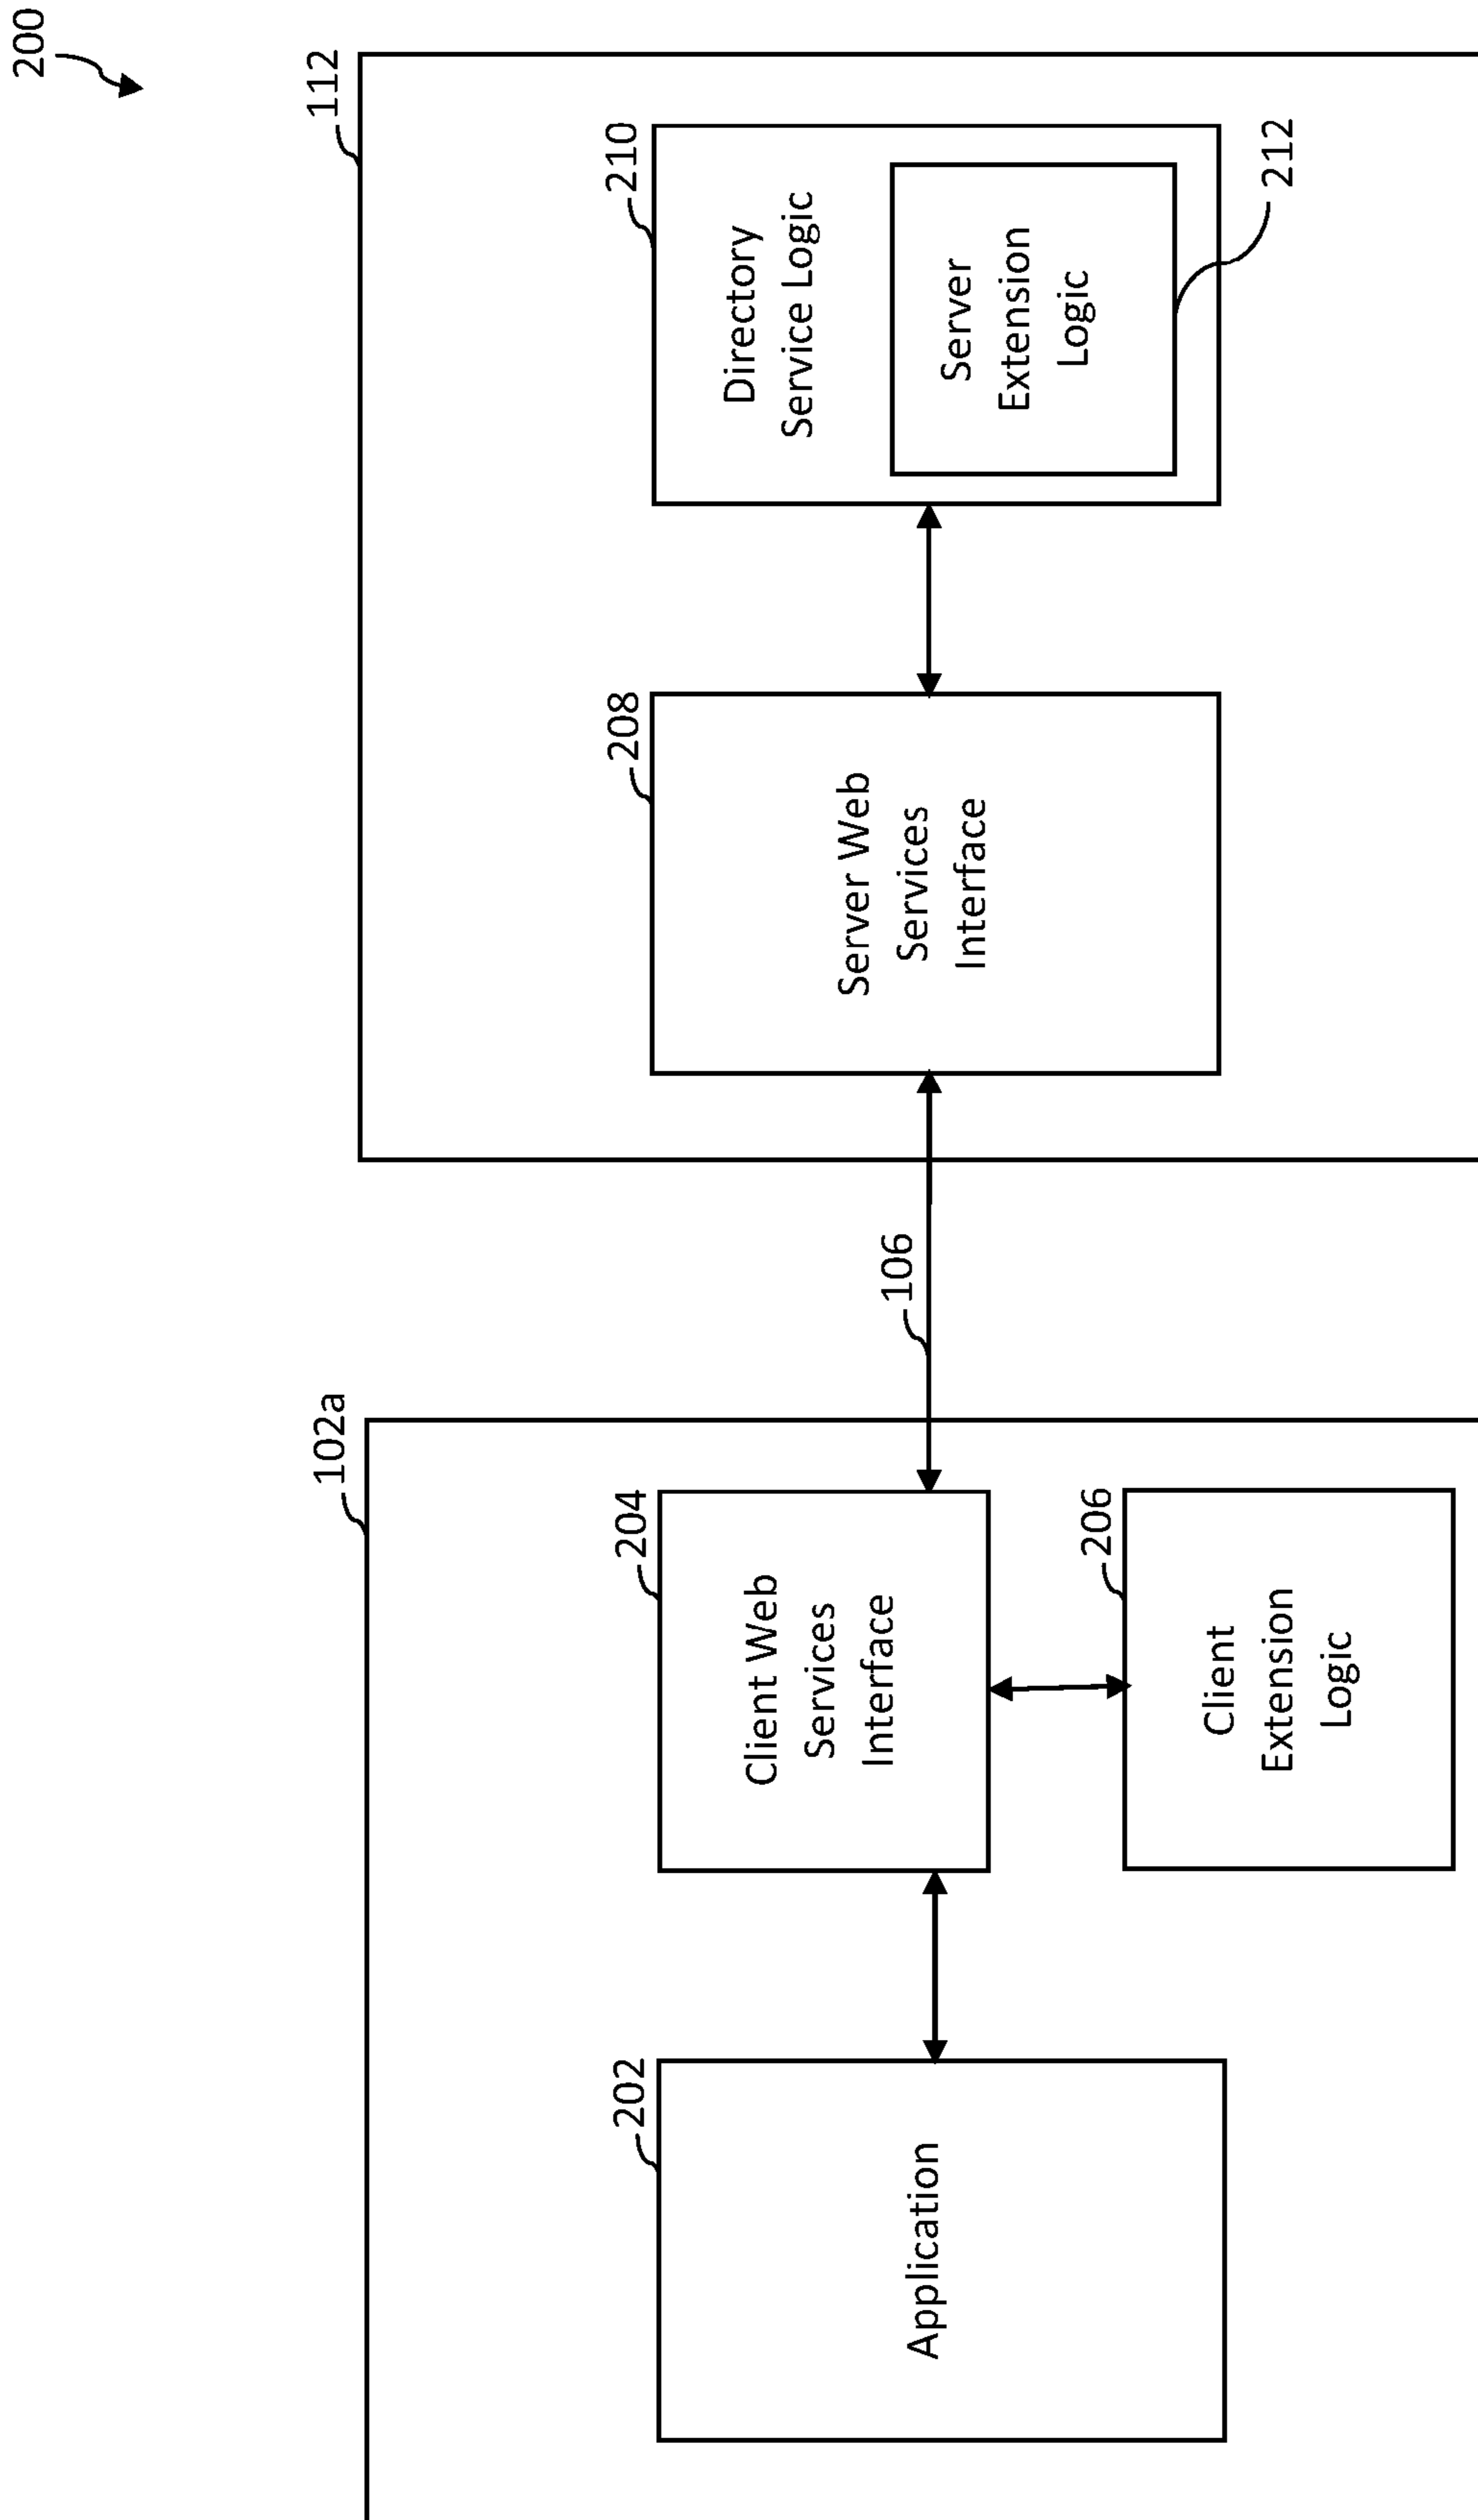 200
102a
112
202
Application
204
Client Web
Services
Interface
206
Client
Extension
Logic
106
208
Server Web
Services
Interface
210
Directory
Service Logic
Server
Extension
Logic
212